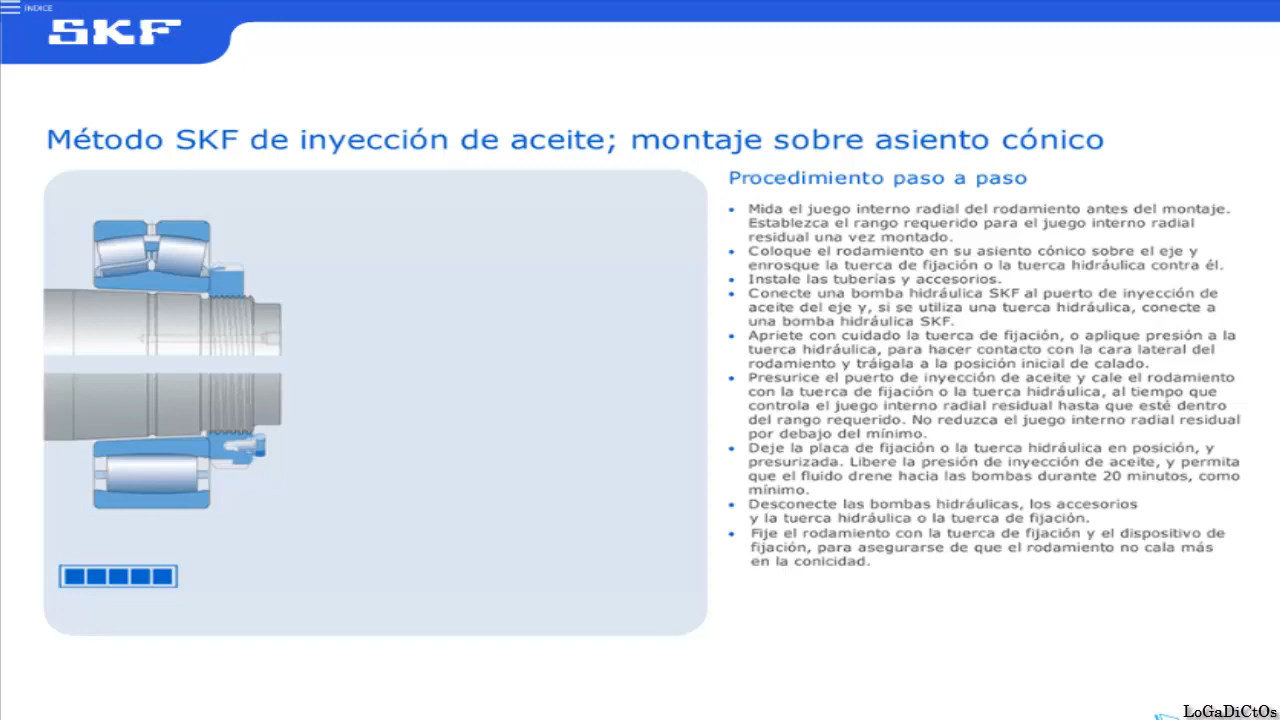 ÍNDICE
SKF
Método SKF de inyección de aceite; montaje sobre asiento cónico
Procedimiento paso a paso
• Mida el juego interno radial del rodamiento antes del montaje.
Establezca el rango requerido para el juego interno radial
residual una vez montado.
• Coloque el rodamiento en su asiento cónico sobre el eje y
enrosque la tuerca de fijación o la tuerca hidráulica contra él.
• Instale las tuberías y accesorios.
• Conecte una bomba hidráulica SKF al puerto de inyección de
aceite del eje y, si se utiliza una tuerca hidráulica, conecte a
una bomba hidráulica SKF.
• Apriete con cuidado la tuerca de fijación, o aplique presión a la
tuerca hidráulica, para hacer contacto con la cara lateral del
rodamiento y tráigala a la posición inicial de calado.
• Presurice el puerto de inyección de aceite y cale el rodamiento
con la tuerca de fijación o la tuerca hidráulica, al tiempo que
controla el juego interno radial residual hasta que esté dentro
del rango requerido. No reduzca el juego interno radial residual
por debajo del mínimo.
• Deje la placa de fijación o la tuerca hidráulica en posición, y
presurizada. Libere la presión de inyección de aceite, y permita
que el fluido drene hacia las bombas durante 20 minutos, como
mínimo.
• Desconecte las bombas hidráulicas, los accesorios
y la tuerca hidráulica o la tuerca de fijación.
• Fije el rodamiento con la tuerca de fijación y el dispositivo de
fijación, para asegurarse de que el rodamiento no cala más
en la conicidad.
LoGaDiCtOs